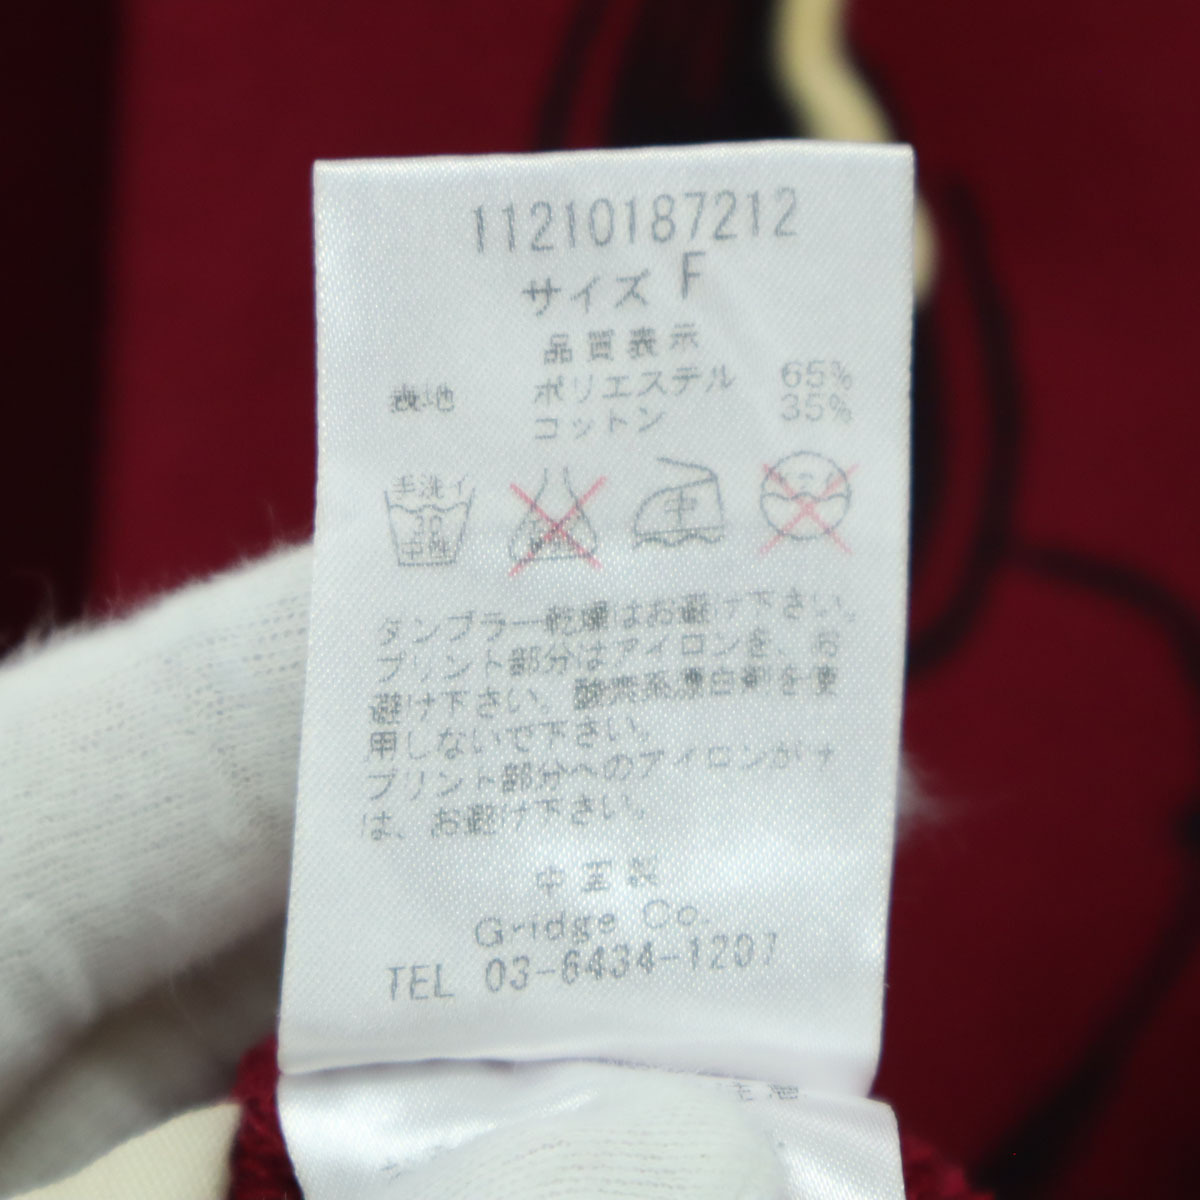 11210187212
サイズ F
品質表示
表地 ポリエステル 65%
コットン 35%
手洗イ
30
中性
中
タンブラー乾燥はお避け下さい。
プリント部分はアイロンを、お
避け下さい。酸売系漂白剤を使
用しないで下さい。
プリント部分へのアイロンがけ
は、お避け下さい。
中国製
Gridge Co.
TEL 03-6434-1207